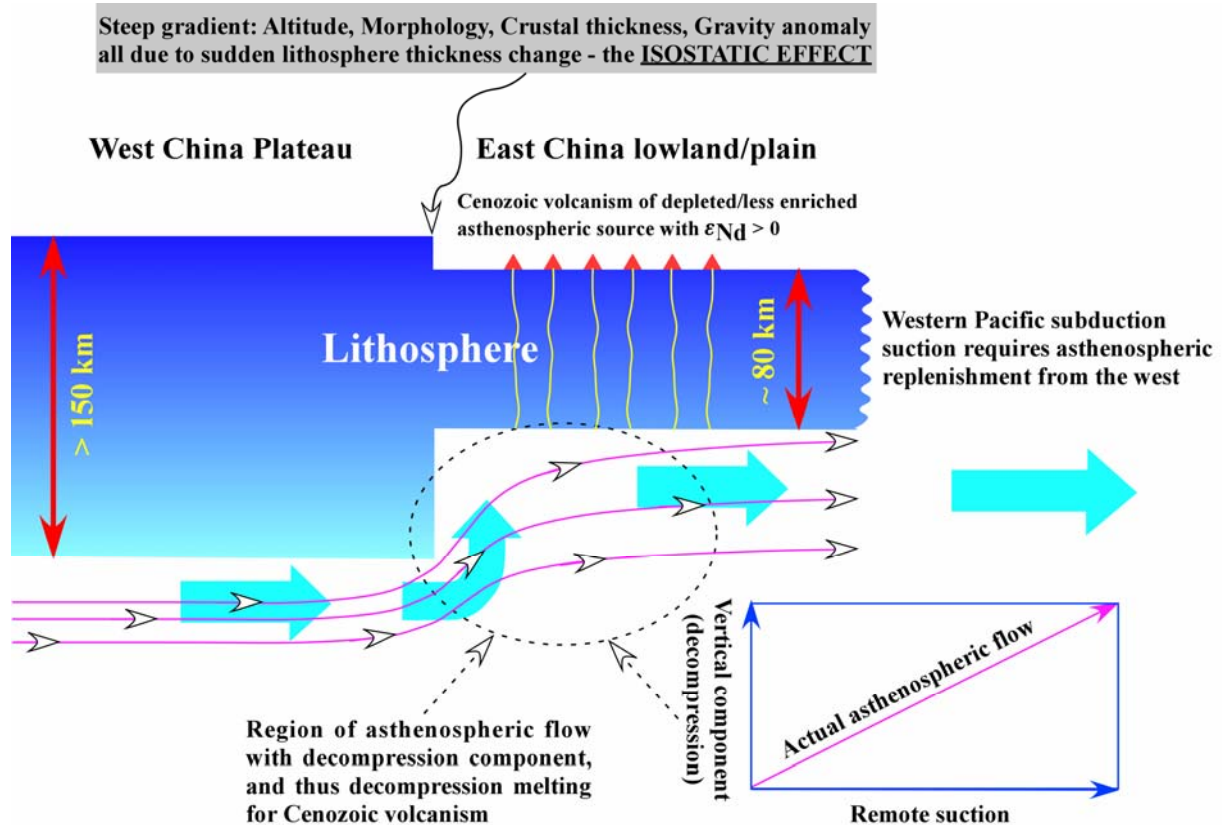 Steep gradient: Altitude, Morphology, Crustal thickness, Gravity anomaly
all due to sudden lithosphere thickness change - the ISOSTATIC EFFECT
West China Plateau
East China lowland/plain
Cenozoic volcanism of depleted/less enriched
asthenospheric source with εNd > 0
> 150 km
Lithosphere
~ 80 km
Western Pacific subduction
suction requires asthenospheric
replenishment from the west
Region of asthenospheric flow
with decompression component,
and thus decompression melting
for Cenozoic volcanism
Vertical component
(decompression)
Actual asthenospheric flow
Remote suction